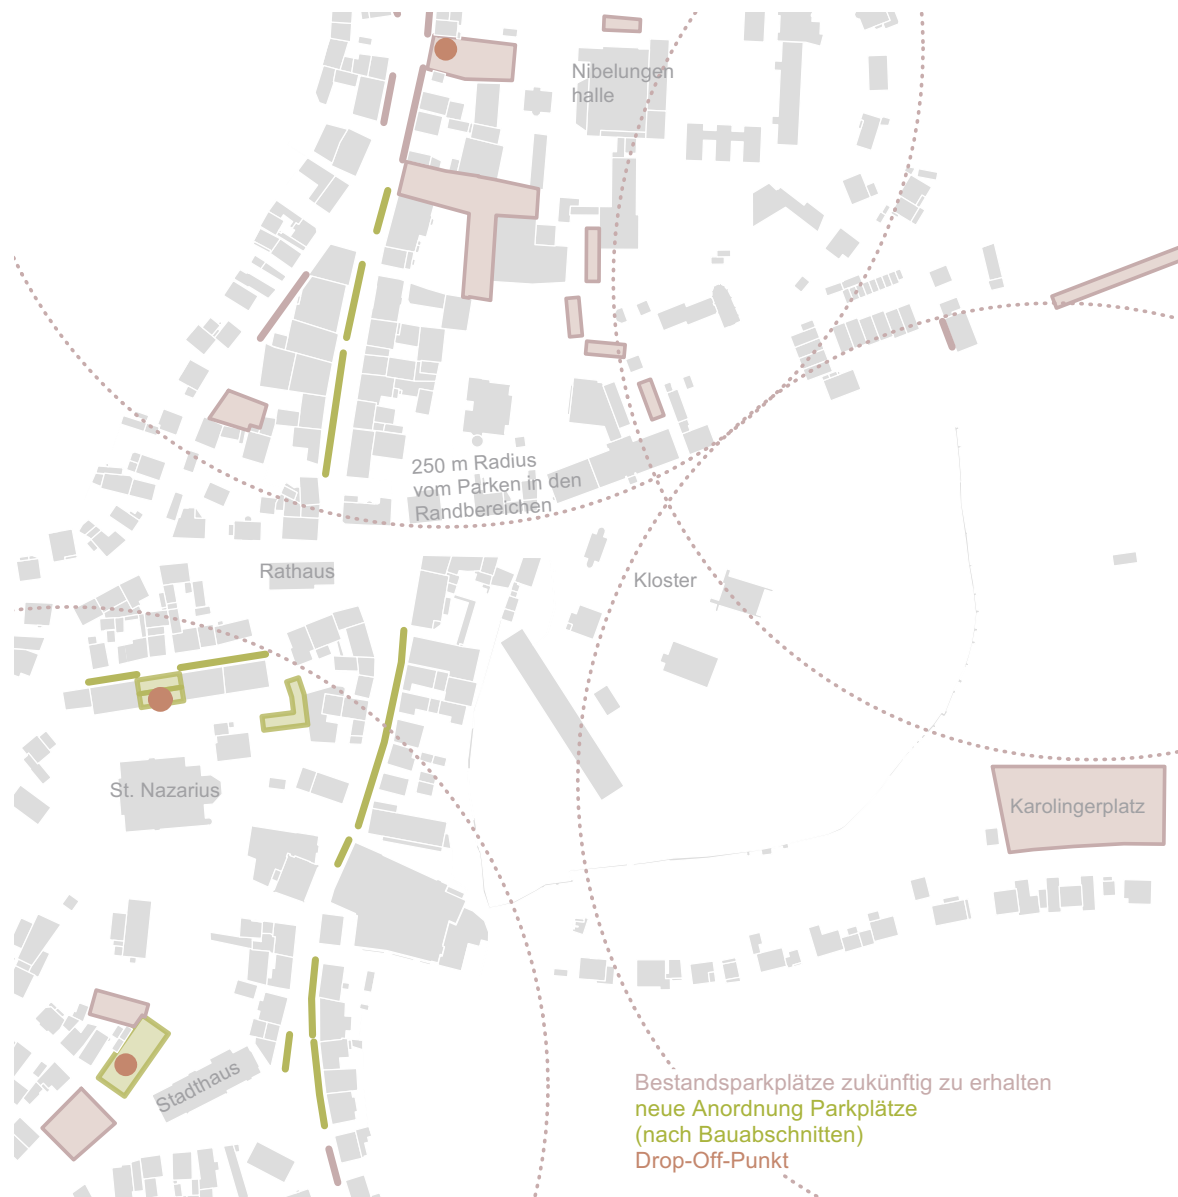 Nibelungen
halle
250 m Radius
vom Parken in den
Randbereichen
Rathaus
Kloster
St. Nazarius
Karolingerplatz
Stadthaus
Bestandsparkplätze zukünftig zu erhalten
neue Anordnung Parkplätze
(nach Bauabschnitten)
Drop-Off-Punkt